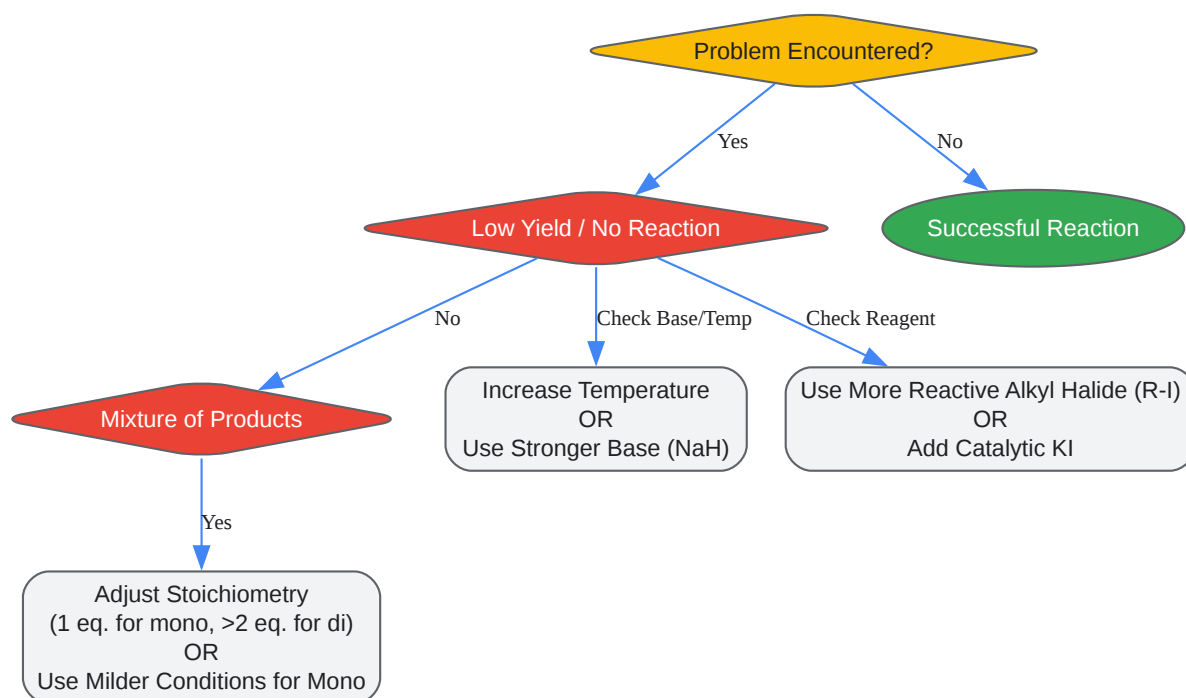 Problem Encountered?
Yes
No
Low Yield / No Reaction
Successful Reaction
No
Check Base/Temp
Check Reagent
Mixture of Products
Increase Temperature
OR
Use Stronger Base (NaH)
Use More Reactive Alkyl Halide (R-I)
OR
Add Catalytic KI
Yes
Adjust Stoichiometry
(1 eq. for mono, >2 eq. for di)
OR
Use Milder Conditions for Mono